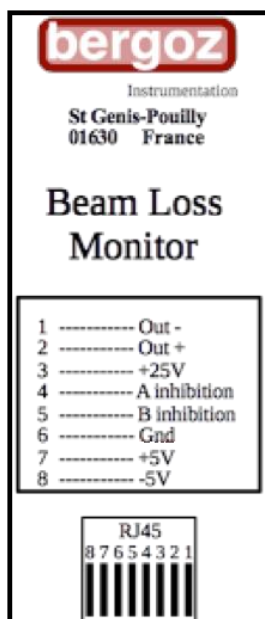 bergoz
Instrumentation
St Genis-Pouilly
01630 France
Beam Loss
Monitor
1 ----------- Out -
2 ----------- Out +
3 ----------- +25V
4 ----------- A inhibition
5 ----------- B inhibition
6 ----------- Gnd
7 ----------- +5V
8 ----------- -5V
RJ45
8 7 6 5 4 3 2 1